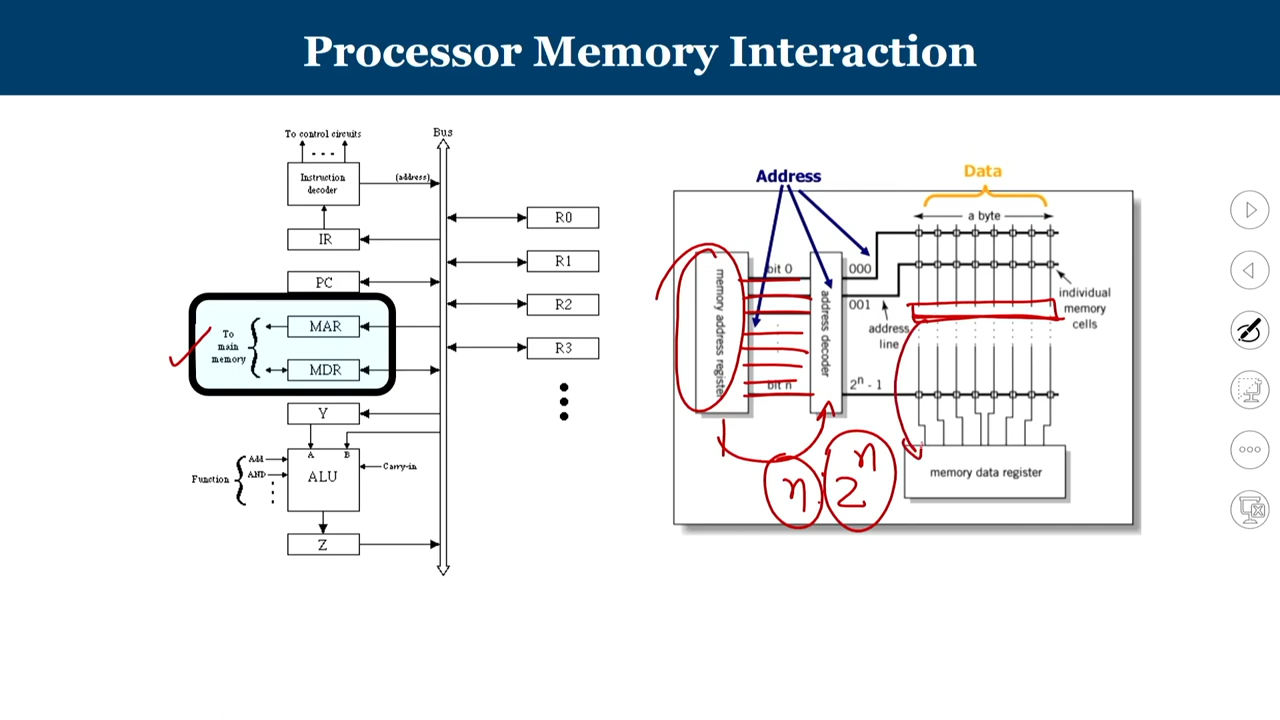 Processor Memory Interaction
To control circuits
. . .
Bus
Instruction
decoder
(address)
R0
IR
R1
PC
R2
To
main
memory
MAR
MDR
R3
Y
A
B
Add
AND
Function
ALU
Carry-in
Z
Address
Data
a byte
memory address register
bit 0
bit n
address decoder
000
001
2ⁿ - 1
address
line
individual
memory
cells
memory data register
n
2ⁿ